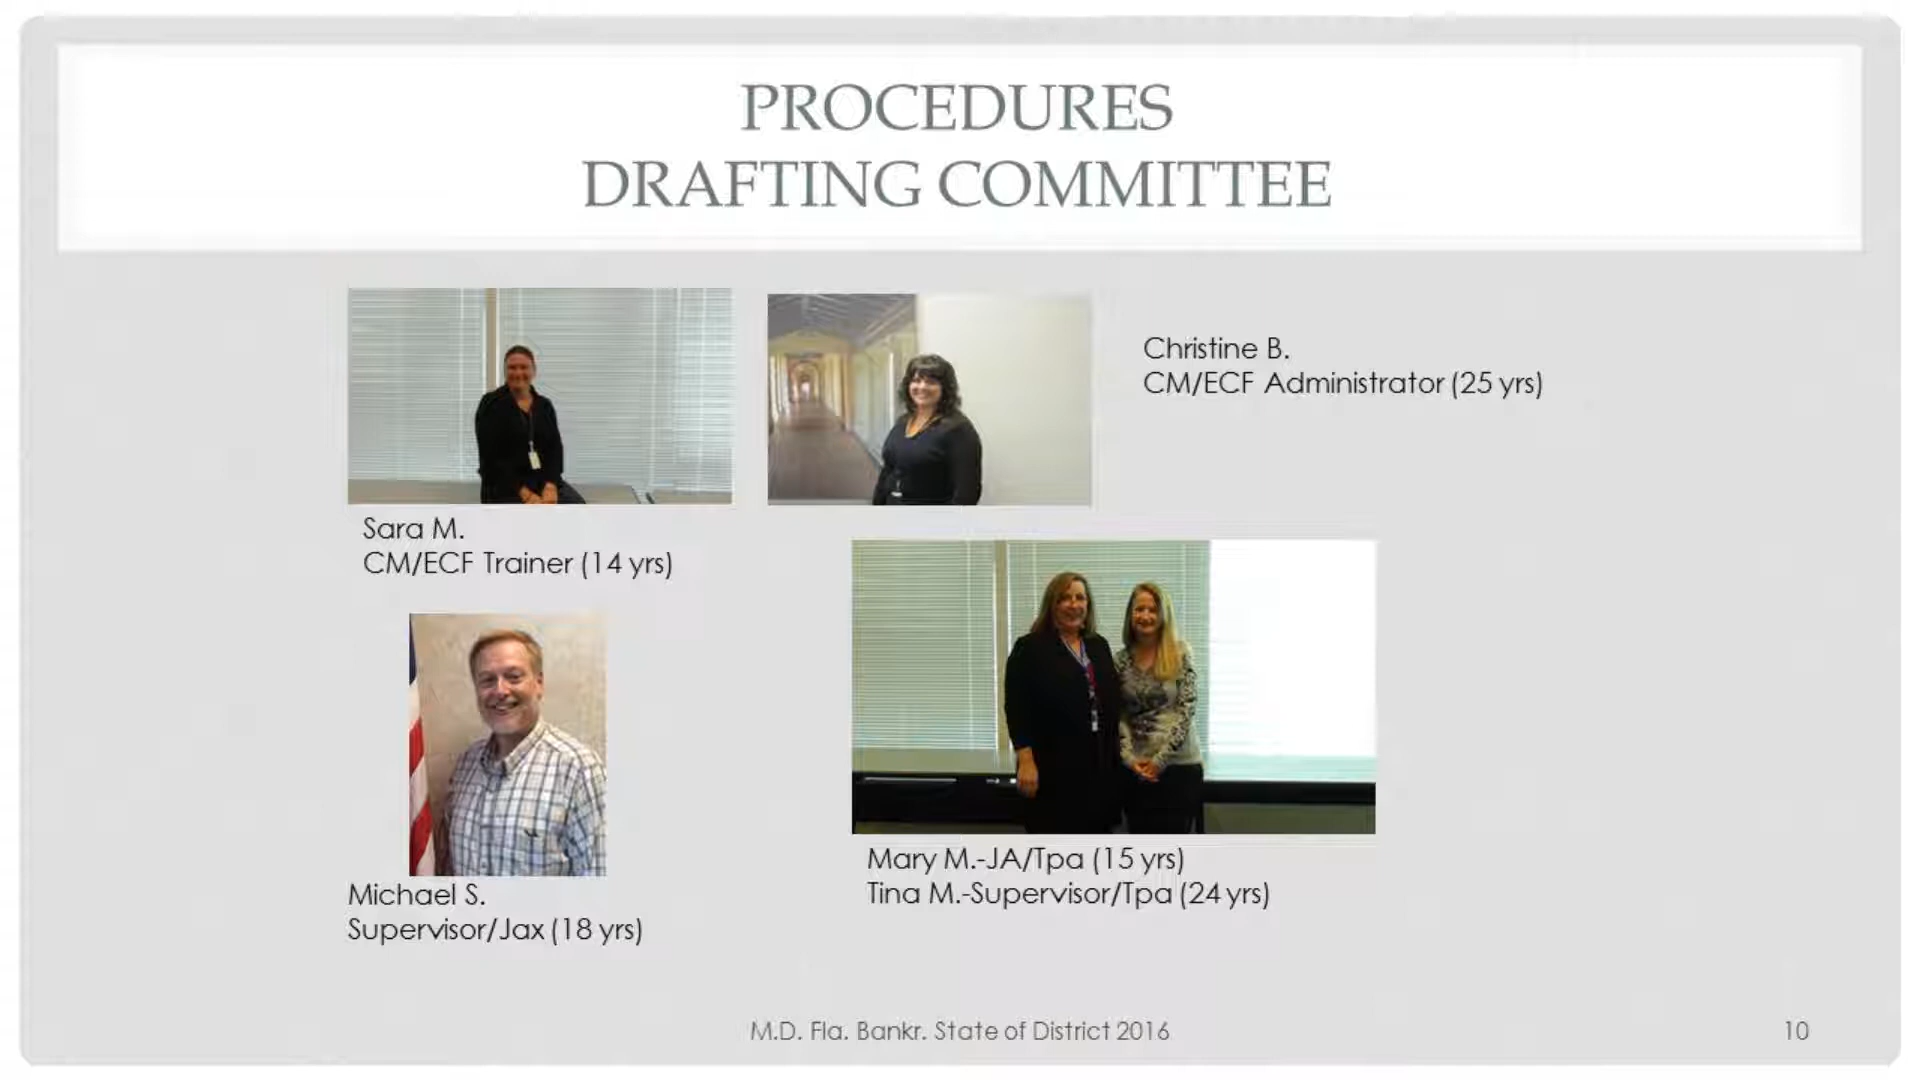 PROCEDURES
DRAFTING COMMITTEE
Christine B.
CM/ECF Administrator (25 yrs)
Sara M.
CM/ECF Trainer (14 yrs)
Mary M.-JA/Tpa (15 yrs)
Tina M.-Supervisor/Tpa (24 yrs)
Michael S.
Supervisor/Jax (18 yrs)
M.D. Fla. Bankr. State of District 2016
10